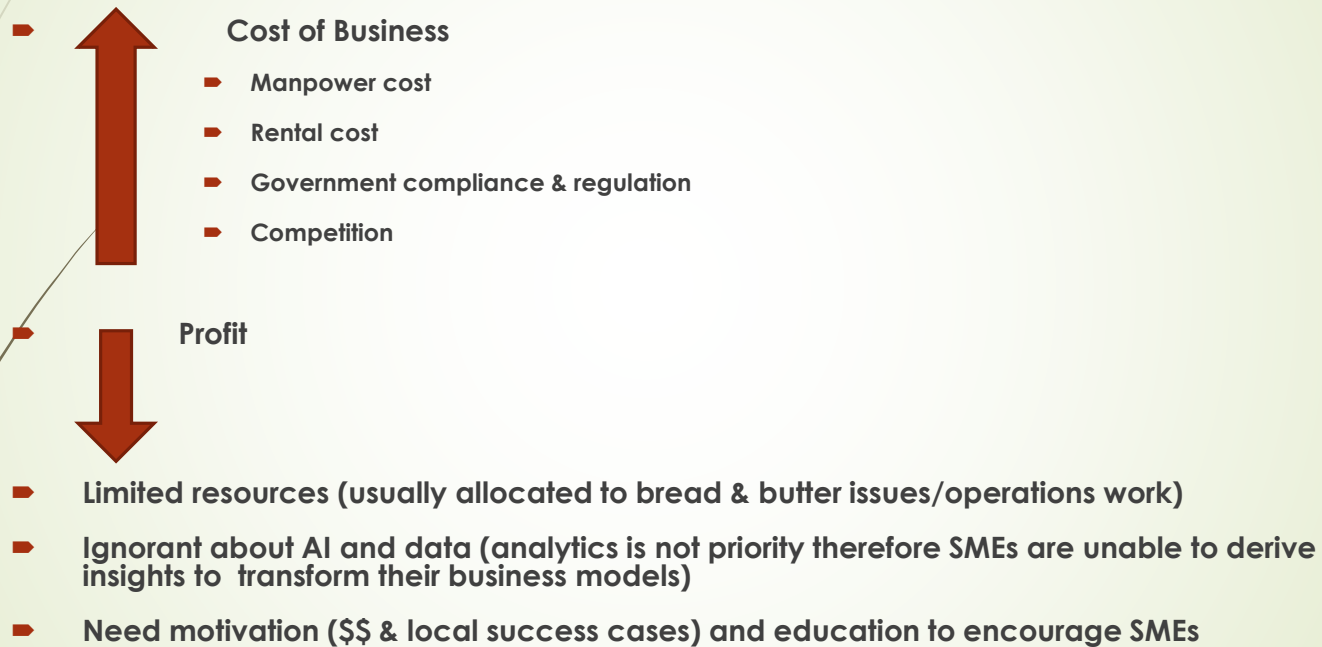 Cost of Business
Manpower cost
Rental cost
Government compliance & regulation
Competition
Profit
Limited resources (usually allocated to bread & butter issues/operations work)
Ignorant about AI and data (analytics is not priority therefore SMEs are unable to derive
insights to transform their business models)
Need motivation ($$ & local success cases) and education to encourage SMEs